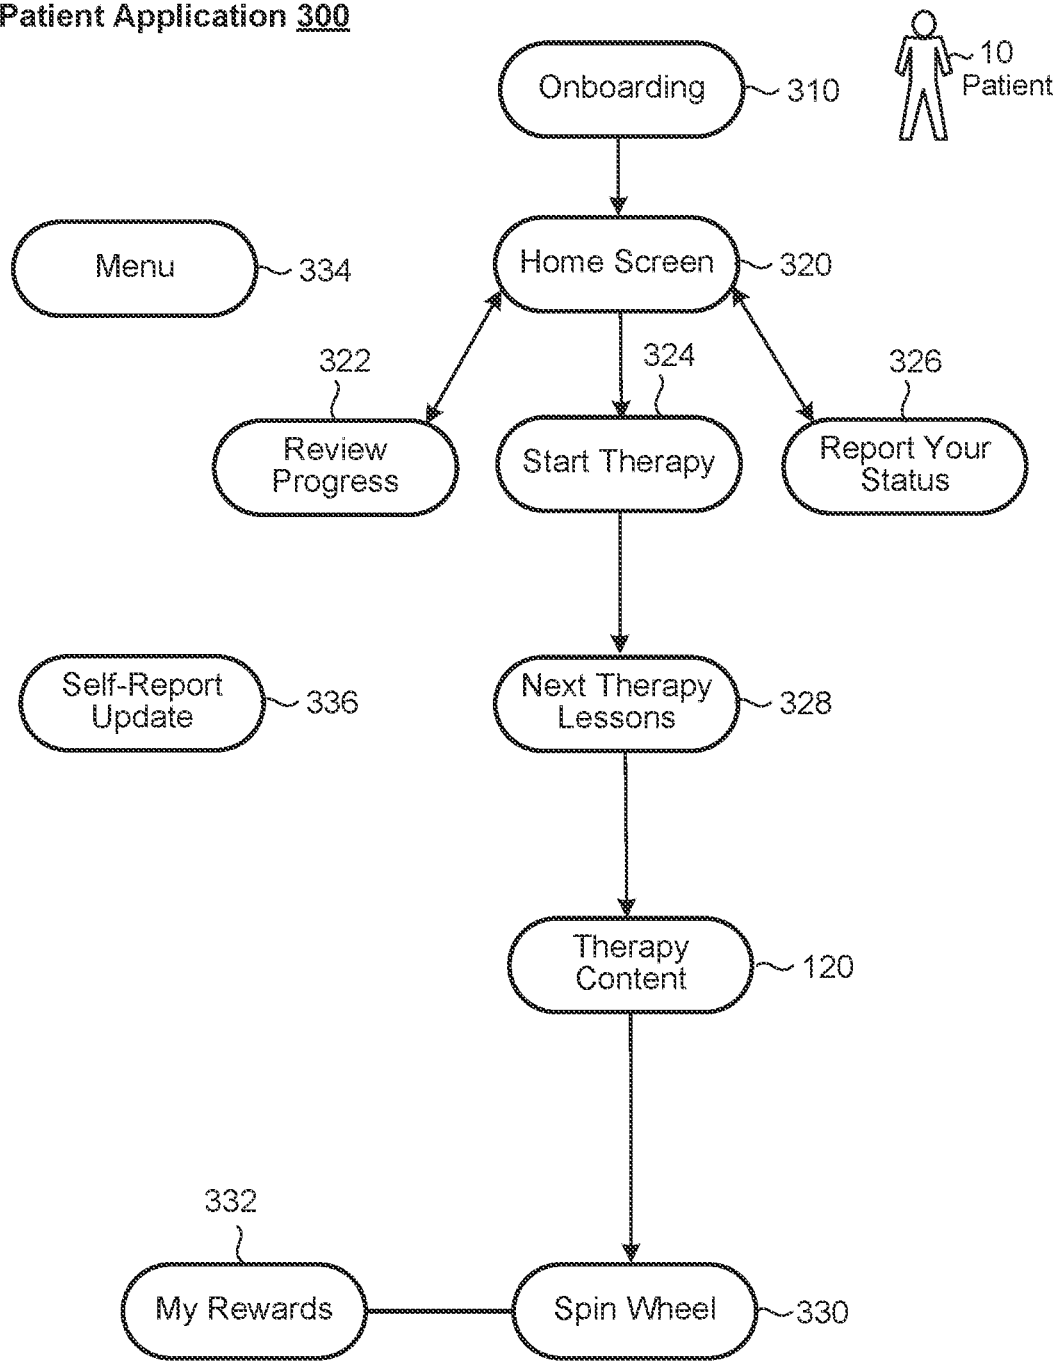 Patient Application 300
10
Patient
Onboarding
310
Menu
334
Home Screen
320
322
324
326
Review
Progress
Start Therapy
Report Your
Status
Self-Report
Update
336
Next Therapy
Lessons
328
Therapy
Content
120
332
My Rewards
Spin Wheel
330